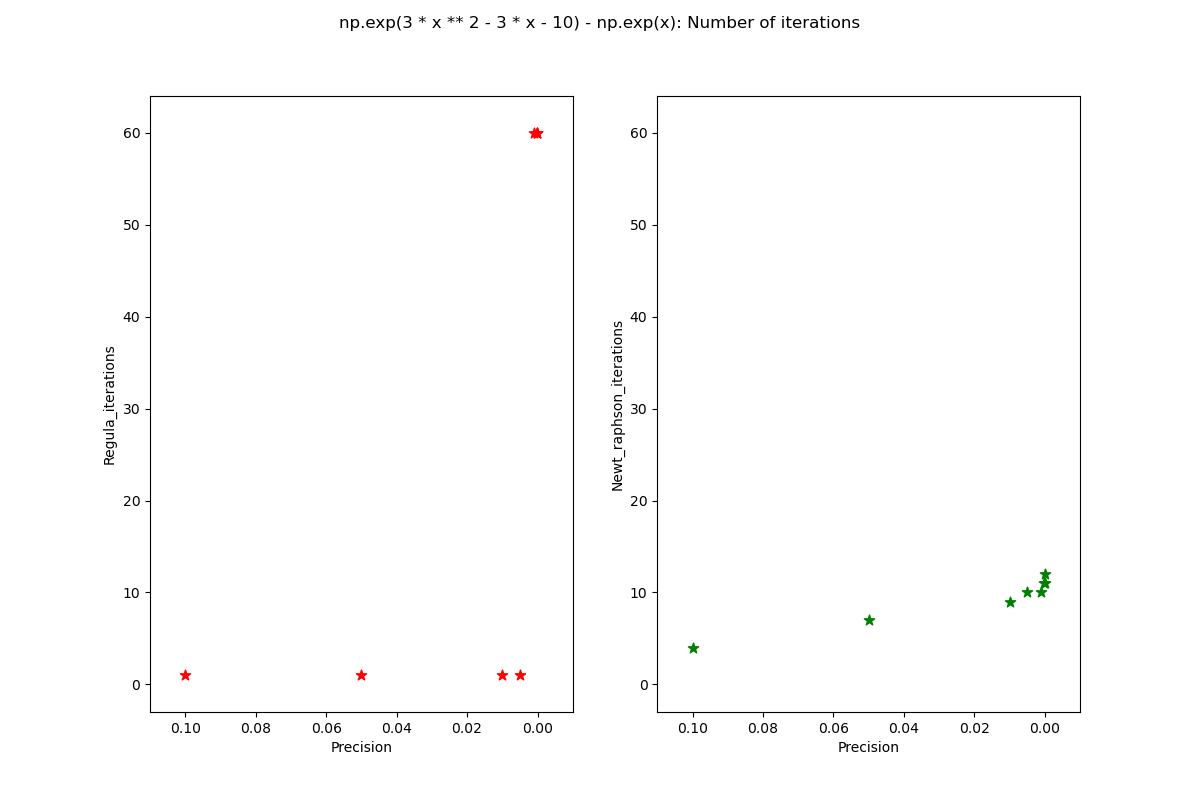 np.exp(3 * x ** 2 - 3 * x - 10) - np.exp(x): Number of iterations
60
50
40
30
20
10
0
Regula_iterations
0.10 0.08 0.06 0.04 0.02 0.00
Precision
60
50
40
30
20
10
0
Newt_raphson_iterations
0.10 0.08 0.06 0.04 0.02 0.00
Precision